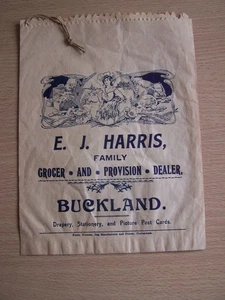 E. J. HARRIS,
FAMILY
GROCER • AND • PROVISION • DEALER,
BUCKLAND.
Drapery, Stationery, and Picture Post Cards.